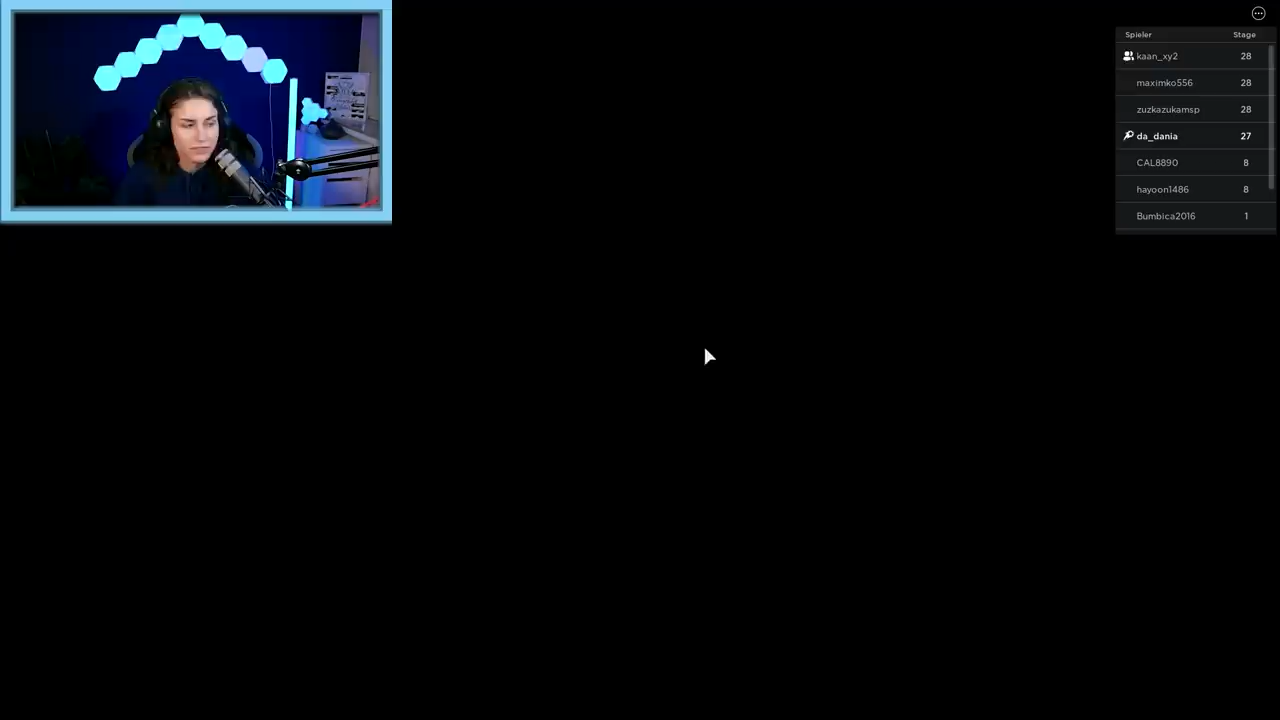 Spieler Stage
kaan_xy2 28
maximko556 28
zuzkazukamsp 28
da_dania 27
CAL8890 8
hayoon1486 8
Bumbica2016 1